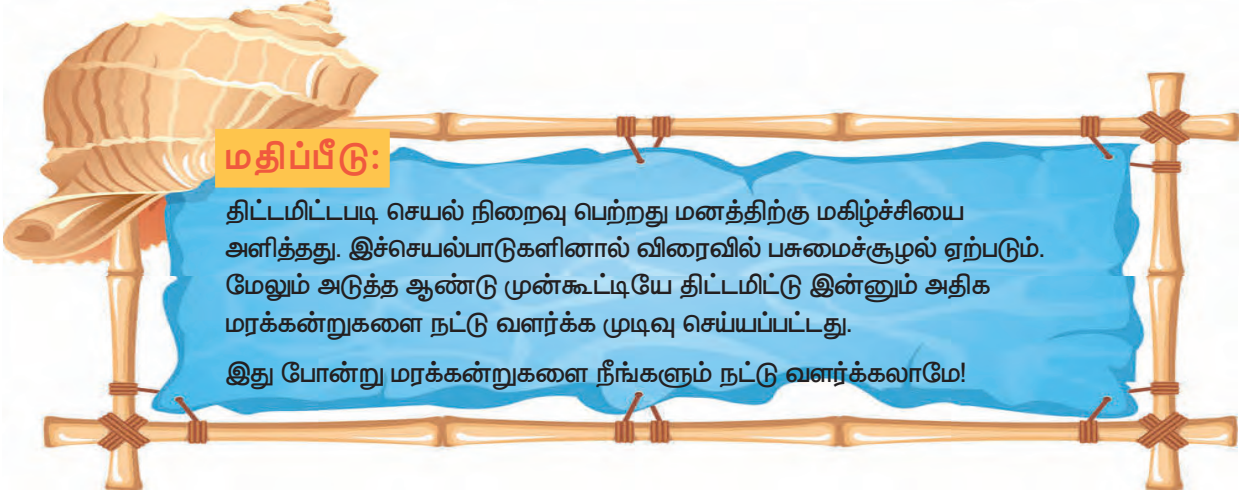 மதிப்பீடு:
திட்டமிட்டபடி செயல் நிறைவு பெற்றது மனத்திற்கு மகிழ்ச்சியை
அளித்தது. இச்செயல்பாடுகளினால் விரைவில் பசுமைச்சூழல் ஏற்படும்.
மேலும் அடுத்த ஆண்டு முன்கூட்டியே திட்டமிட்டு இன்னும் அதிக
மரக்கன்றுகளை நட்டு வளர்க்க முடிவு செய்யப்பட்டது.
இது போன்று மரக்கன்றுகளை நீங்களும் நட்டு வளர்க்கலாமே!